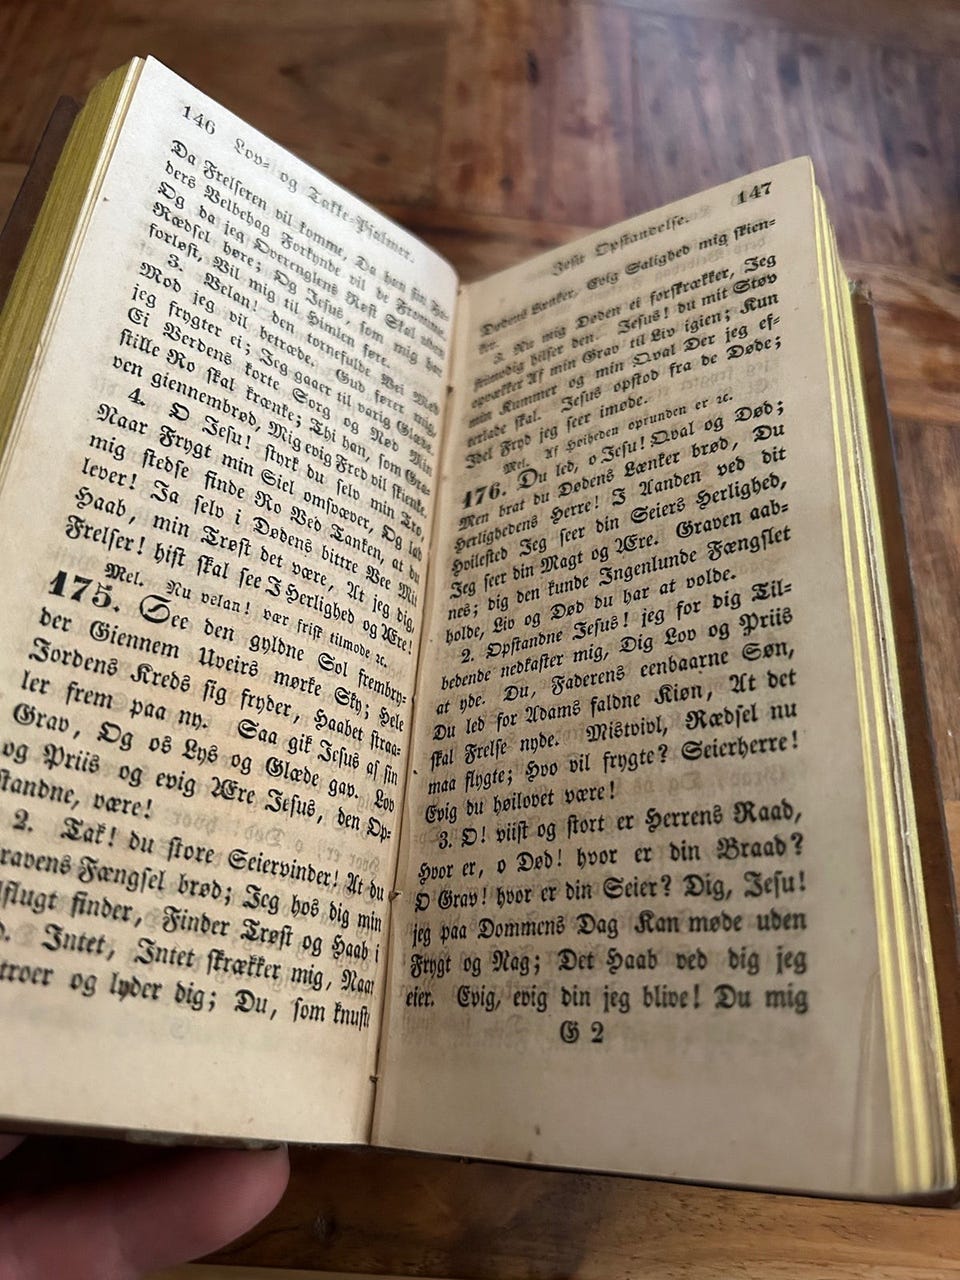 146
Lov- og Takke-Psalmer.
Da Frelseren vil komme, Da han sin Fa-
ders Velbehag Forkynde vil de Fromme,
Og da jeg Overenglens Røst Skal uden
Rædsel høre; Og Jesus, som mig har
forløst, Vil mig til Himlen føre.
3. Velan! den tornefulde Vei Med
Mod jeg vil betræde. Gud fører mig,
jeg frygter ei; Jeg gaaer til varig Glæde.
Ei Verdens korte Sorg og Nød Min
stille Ro skal krænke; Thi han, som Gra-
ven giennembrød, Mig evig Fred vil skienke.
4. O Jesu! styrk du selv min Tro,
Naar Frygt min Siel omsvæver, Og lad
mig stedse finde Ro Ved Tanken, at du
lever! Ja selv i Dødens bittre Vee Mit
Haab, min Trøst det være, At jeg dig,
Frelser! hist skal see I Herlighed og Ære!
Mel. Nu velan! vær frisk tilmode ꝛc.
175. See den gyldne Sol frembry-
der Giennem Uveirs mørke Sky; Hele
Jordens Kreds sig fryder, Haabet straa-
ler frem paa ny. Saa gik Jesus af sin
Grav, Og os Lys og Glæde gav. Lov
og Priis og evig Ære Jesus, den Op-
standne, være!
2. Tak! du store Seiervinder! At du
ravens Fængsel brød; Jeg hos dig min
lflugt finder, Finder Trøst og Haab i
Intet, Intet skrækker mig, Naar
troer og lyder dig; Du, som knuste
147
Jesu Opstandelse.
Dødens Lænker, Evig Salighed mig skien-
ker.
3. Nu mig Døden ei forskrækker, Jeg
frimodig hilser den. Jesus! du mit Støv
opvækker Af min Grav til Liv igien; Kun
min Kummer og min Qval Der jeg ef-
terlade skal. Jesus opstod fra de Døde;
Vel Fryd jeg seer imøde.
Mel. Af Høiheden oprunden er ꝛc.
176. Du led, o Jesu! Qval og Død;
Men brat du Dødens Lænker brød, Du
Herlighedens Herre! I Aanden ved dit
Hvilested Jeg seer din Seiers Herlighed,
Jeg seer din Magt og Ære. Graven aab-
nes; dig den kunde Ingenlunde Fængslet
holde, Liv og Død du har at volde.
2. Opstandne Jesus! jeg for dig Til-
bedende nedkaster mig, Dig Lov og Priis
at yde. Du, Faderens eenbaarne Søn,
Du led for Adams faldne Kiøn, At det
skal Frelse nyde. Mistvivl, Rædsel nu
maa flygte; Hvo vil frygte? Seierherre!
Evig du høilovet være!
3. O! viist og stort er Herrens Raad,
Hvor er, o Død! hvor er din Braad?
O Grav! hvor er din Seier? Dig, Jesu!
jeg paa Dommens Dag Kan møde uden
Frygt og Nag; Det Haab ved dig jeg
eier. Evig, evig din jeg blive! Du mig
G 2